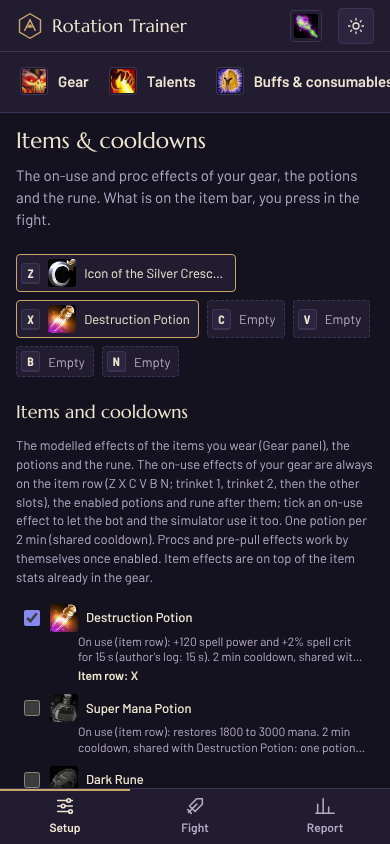 Rotation Trainer
Gear Talents Buffs & consumables
Items & cooldowns
The on-use and proc effects of your gear, the potions
and the rune. What is on the item bar, you press in the
fight.
Z Icon of the Silver Cresc...
X Destruction Potion C Empty V Empty
B Empty N Empty
Items and cooldowns
The modelled effects of the items you wear (Gear panel), the
potions and the rune. The on-use effects of your gear are always
on the item row (Z X C V B N; trinket 1, trinket 2, then the other
slots), the enabled potions and rune after them; tick an on-use
effect to let the bot and the simulator use it too. One potion per
2 min (shared cooldown). Procs and pre-pull effects work by
themselves once enabled. Item effects are on top of the item
stats already in the gear.
Destruction Potion
On use (item row): +120 spell power and +2% spell crit
for 15 s (author's log: 15 s). 2 min cooldown, shared wit...
Item row: X
Super Mana Potion
On use (item row): restores 1800 to 3000 mana. 2 min
cooldown, shared with Destruction Potion: one potion...
Dark Rune
Setup Fight Report